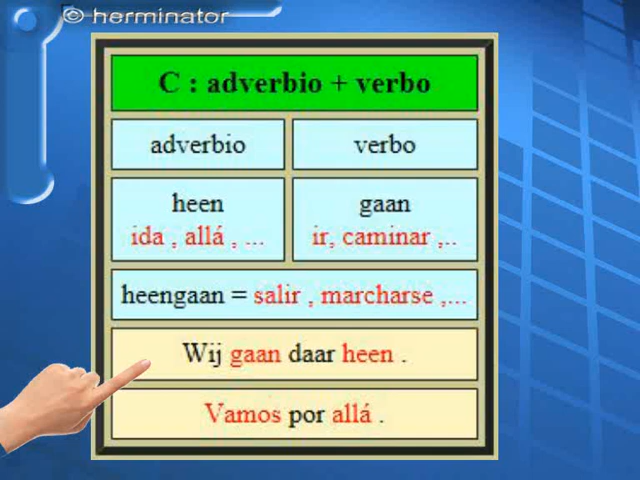 © herminator
C : adverbio + verbo
adverbio verbo
heen gaan
ida , allá , ... ir, caminar ,..
heengaan = salir , marcharse ,...
Wij gaan daar heen .
Vamos por allá .